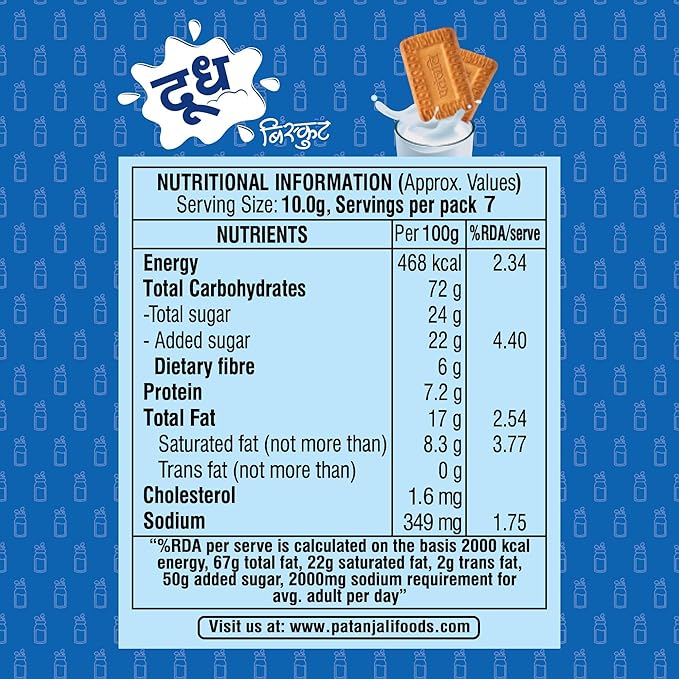 दूध
बिस्कुट
NUTRITIONAL INFORMATION (Approx. Values)
Serving Size: 10.0g, Servings per pack 7
NUTRIENTS Per 100g %RDA/serve
Energy 468 kcal 2.34
Total Carbohydrates 72 g
-Total sugar 24 g
- Added sugar 22 g 4.40
Dietary fibre 6 g
Protein 7.2 g
Total Fat 17 g 2.54
Saturated fat (not more than) 8.3 g 3.77
Trans fat (not more than) 0 g
Cholesterol 1.6 mg
Sodium 349 mg 1.75
“%RDA per serve is calculated on the basis 2000 kcal
energy, 67g total fat, 22g saturated fat, 2g trans fat,
50g added sugar, 2000mg sodium requirement for
avg. adult per day”
Visit us at: www.patanjalifoods.com